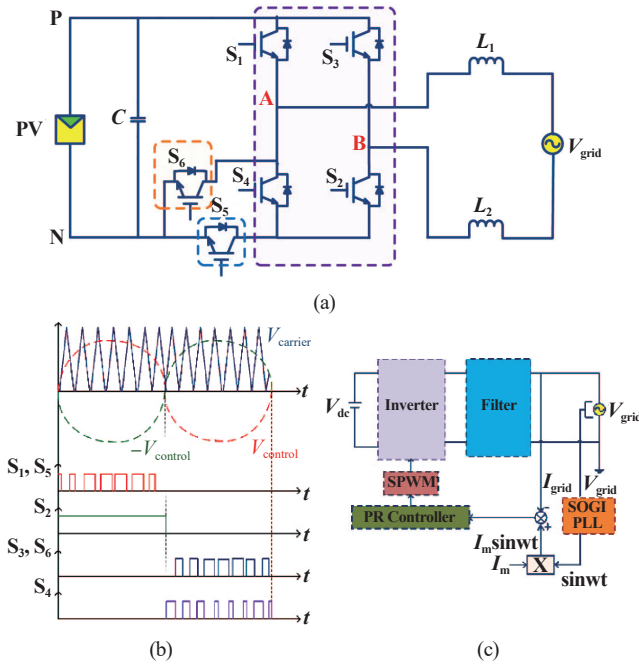 P
S1
S3
L1
A
PV
C
B
Vgrid
S6
S4
S2
S5
L2
N
(a)
Vcarrier
t
−Vcontrol
Vcontrol
S1, S5
t
S2
t
S3, S6
t
S4
t
(b)
Vdc
Inverter
Filter
Vgrid
SPWM
Igrid
Vgrid
PR Controller
-
+
SOGI
PLL
Imsinwt
Im
X
sinwt
(c)